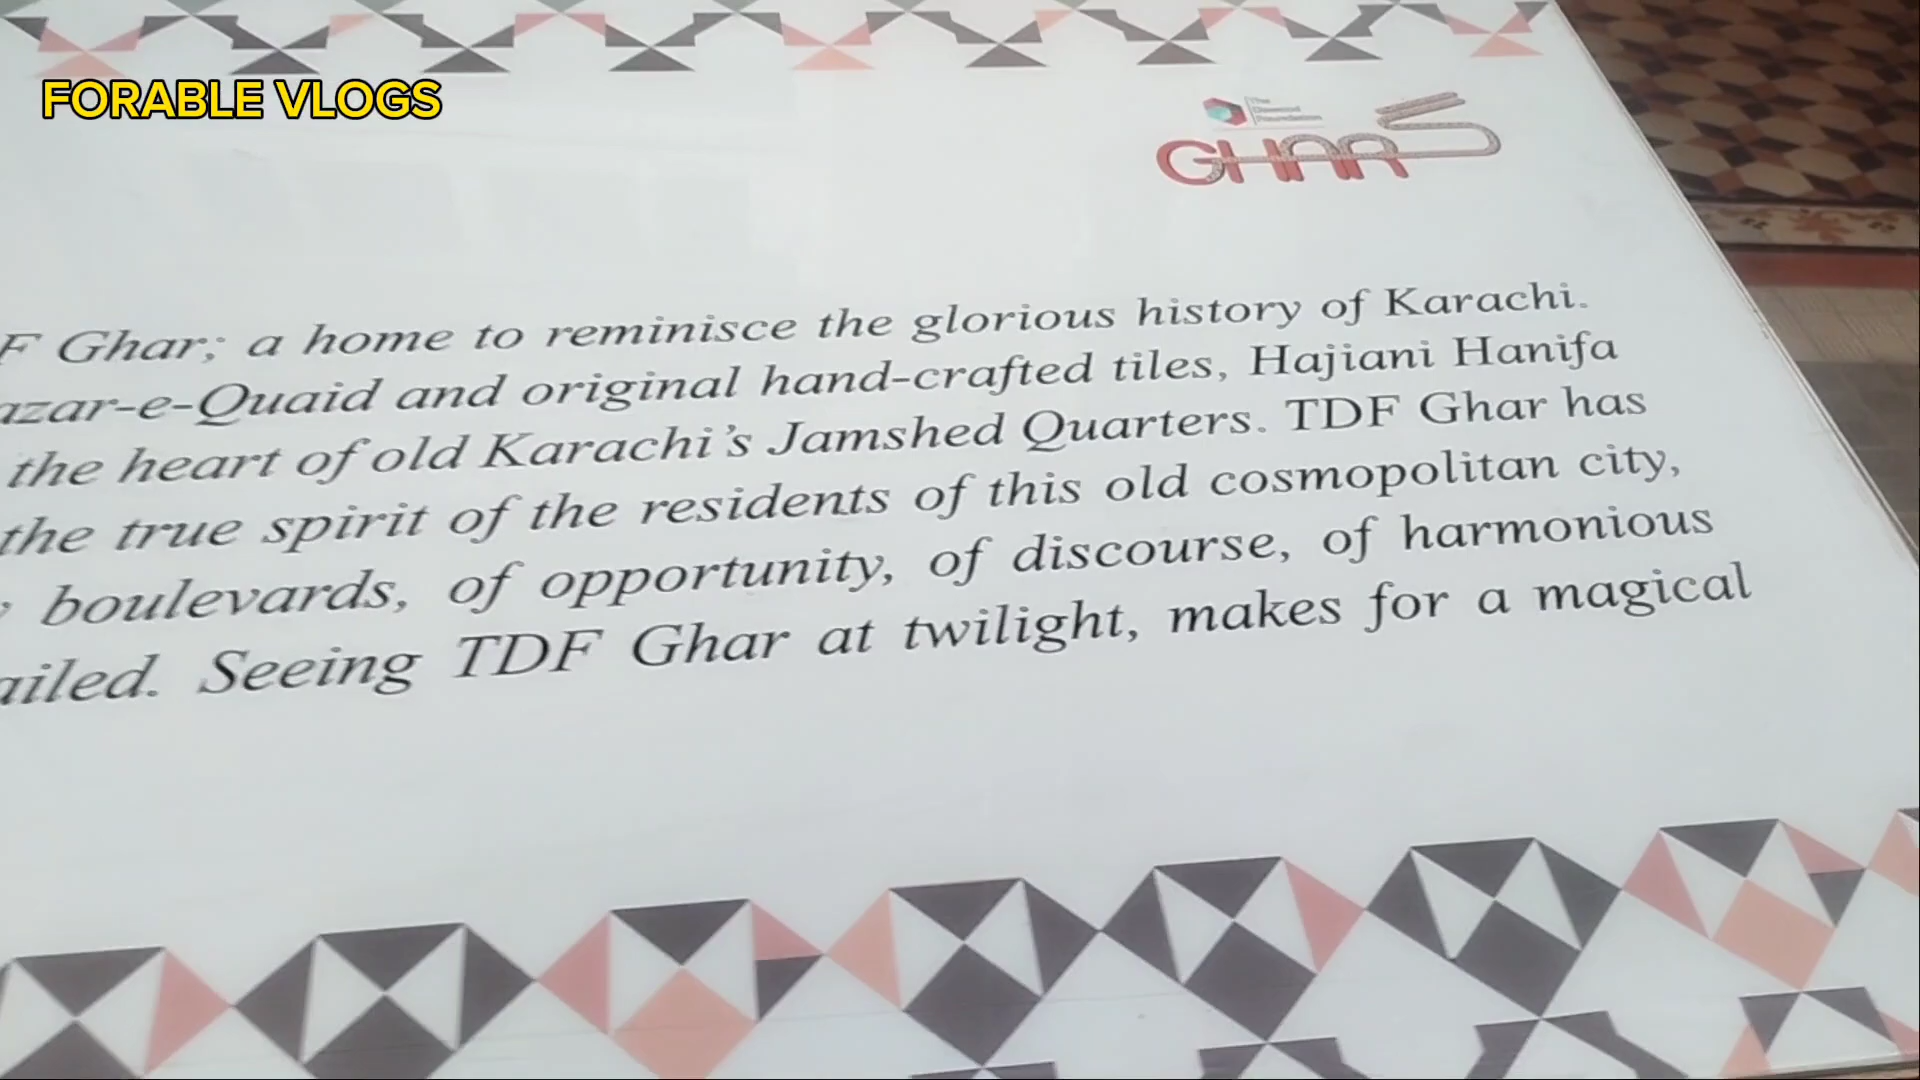 FORABLE VLOGS
The
Dawood
Foundation
GHAR
F Ghar; a home to reminisce the glorious history of Karachi.
azar-e-Quaid and original hand-crafted tiles, Hajiani Hanifa
the heart of old Karachi's Jamshed Quarters. TDF Ghar has
the true spirit of the residents of this old cosmopolitan city,
boulevards, of opportunity, of discourse, of harmonious
ailed. Seeing TDF Ghar at twilight, makes for a magical